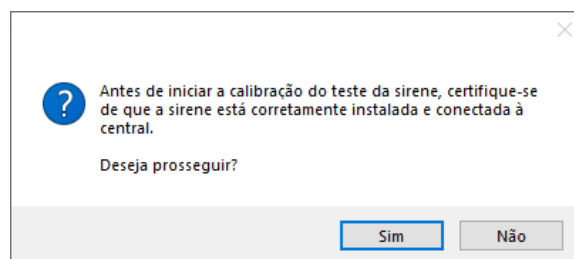 Antes de iniciar a calibração do teste da sirene, certifique-se
de que a sirene está corretamente instalada e conectada à
central.
Deseja prosseguir?
Sim
Não